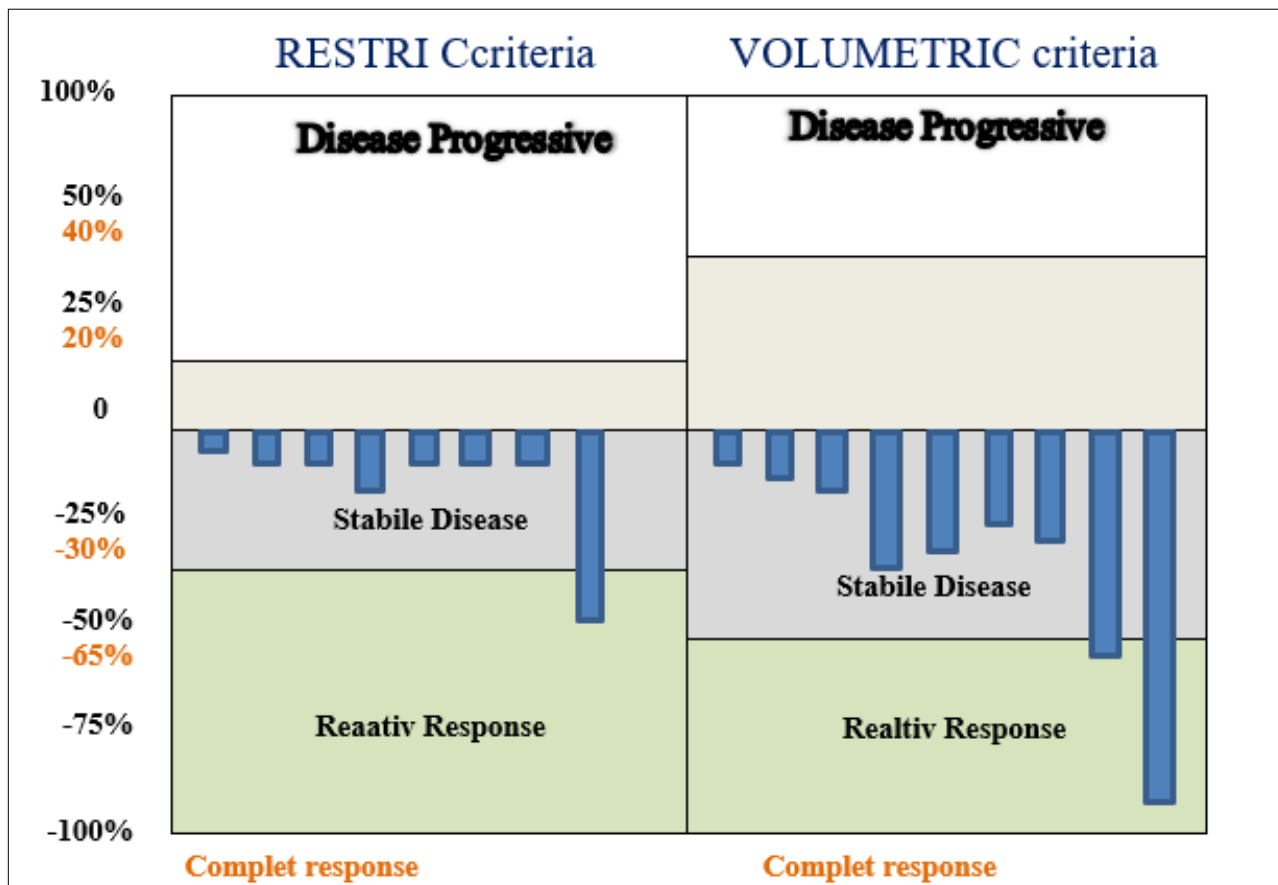 RESTRI Ccriteria
VOLUMETRIC criteria
100%
50%
40%
25%
20%
0
-25%
-30%
-50%
-65%
-75%
-100%
Disease Progressive
Stabile Disease
Reaativ Response
Complet response
Disease Progressive
Stabile Disease
Realtiv Response
Complet response